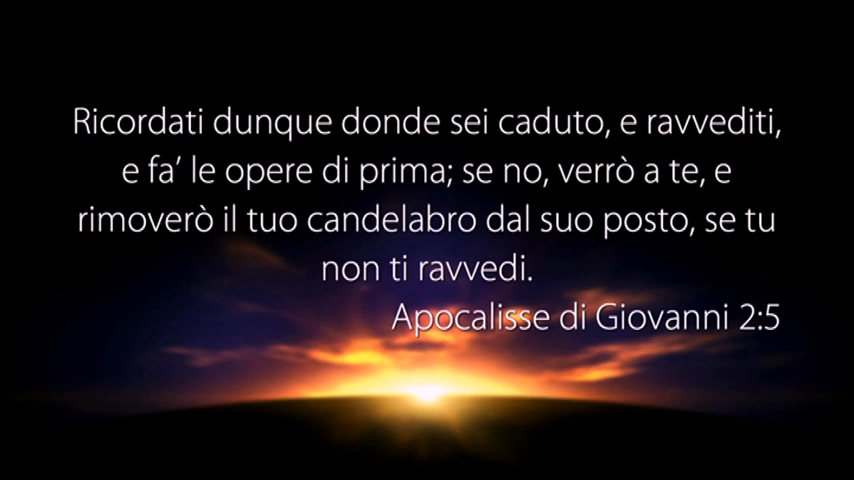 Ricordati dunque donde sei caduto, e ravvediti,
e fa’ le opere di prima; se no, verrò a te, e
rimoverò il tuo candelabro dal suo posto, se tu
non ti ravvedi.
Apocalisse di Giovanni 2:5